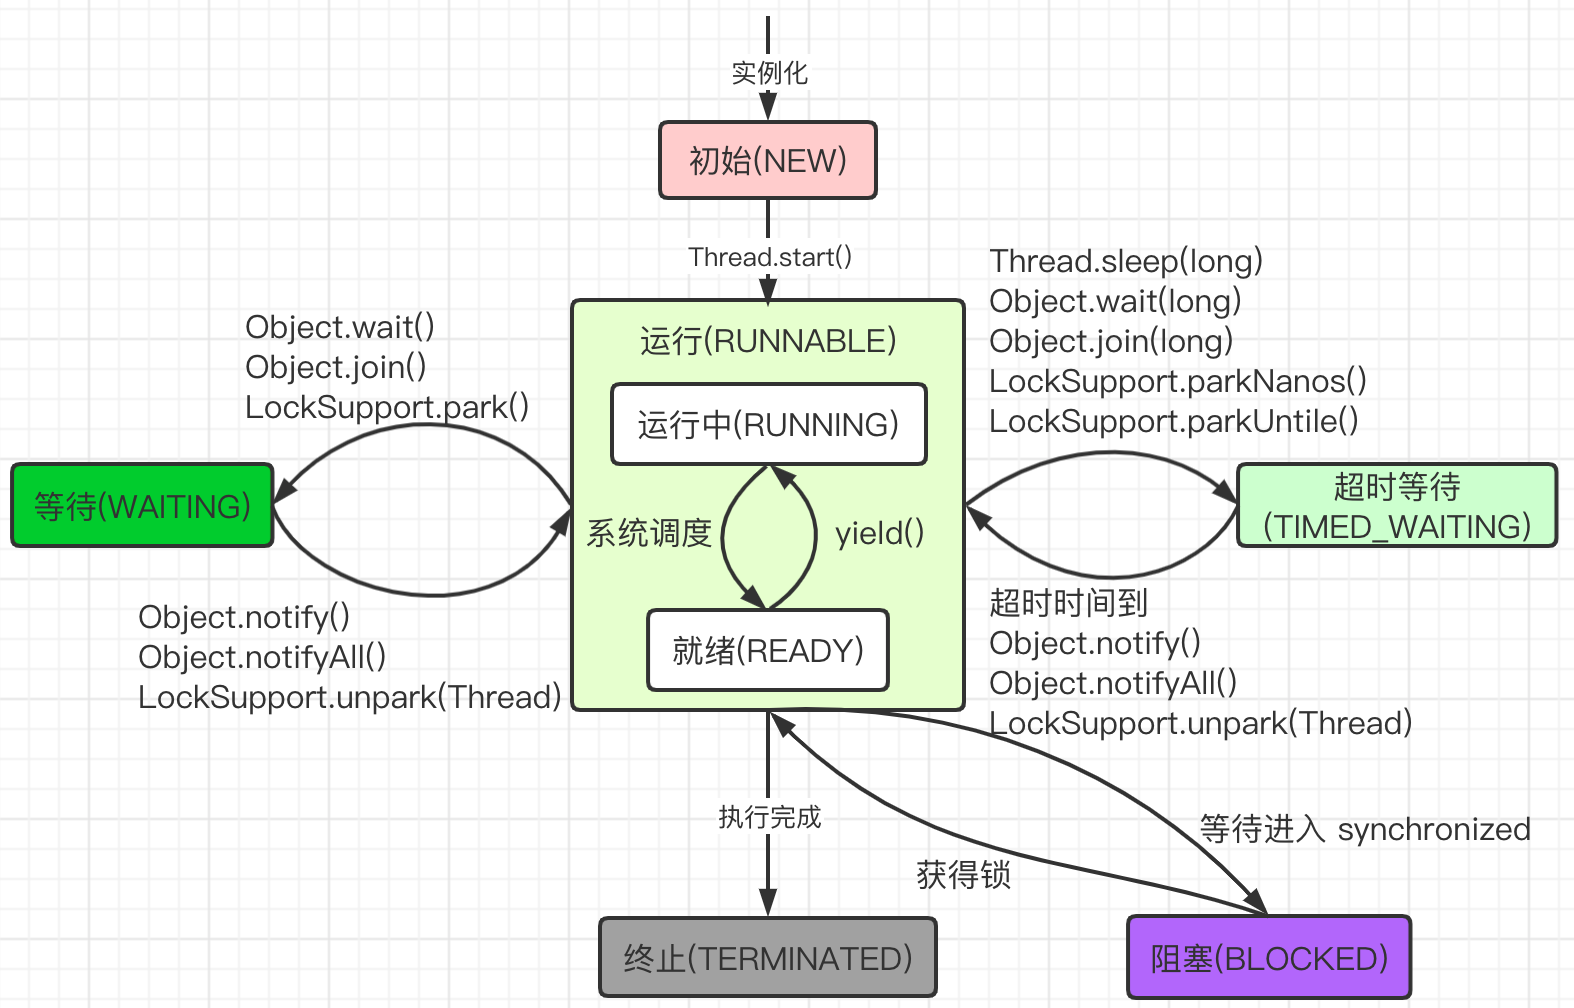 实例化
初始(NEW)
Thread.start()
Object.wait()
Object.join()
LockSupport.park()
Thread.sleep(long)
Object.wait(long)
Object.join(long)
LockSupport.parkNanos()
LockSupport.parkUntile()
运行(RUNNABLE)
运行中(RUNNING)
等待(WAITING)
超时等待
(TIMED_WAITING)
系统调度
yield()
就绪(READY)
Object.notify()
Object.notifyAll()
LockSupport.unpark(Thread)
超时时间到
Object.notify()
Object.notifyAll()
LockSupport.unpark(Thread)
执行完成
等待进入 synchronized
获得锁
终止(TERMINATED)
阻塞(BLOCKED)